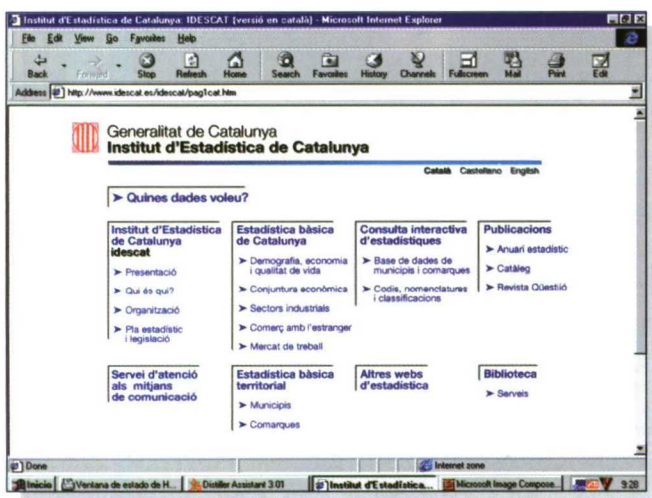 Institut d'Estadística de Catalunya: IDESCAT (versió en català) - Microsoft Internet Explorer
File Edit View Go Favorites Help
Back Forward Stop Refresh Home Search Favorites History Channels Fullscreen Mail Print Edit
Address http://www.idescat.es/idescat/pag1cat.htm
Generalitat de Catalunya
Institut d'Estadística de Catalunya
Català Castellano English
➤ Quines dades voleu?
Institut d'Estadística
de Catalunya
idescat
➤ Presentació
➤ Qui és qui?
➤ Organització
➤ Pla estadístic
i legislació
Estadística bàsica
de Catalunya
➤ Demografia, economia
i qualitat de vida
➤ Conjuntura econòmica
➤ Sectors industrials
➤ Comerç amb l'estranger
➤ Mercat de treball
Consulta interactiva
d'estadístiques
➤ Base de dades de
municipis i comarques
➤ Codis, nomenclatures
i classificacions
Publicacions
➤ Anuari estadístic
➤ Catàleg
➤ Revista Qüestiió
Servei d'atenció
als mitjans
de comunicació
Estadística bàsica
territorial
➤ Municipis
➤ Comarques
Altres webs
d'estadística
Biblioteca
➤ Serveis
Done Internet zone
Inicio Ventana de estado de H... Distiller Assistant 3.01 Institut d'Estadística... Microsoft Image Compose... 9:28